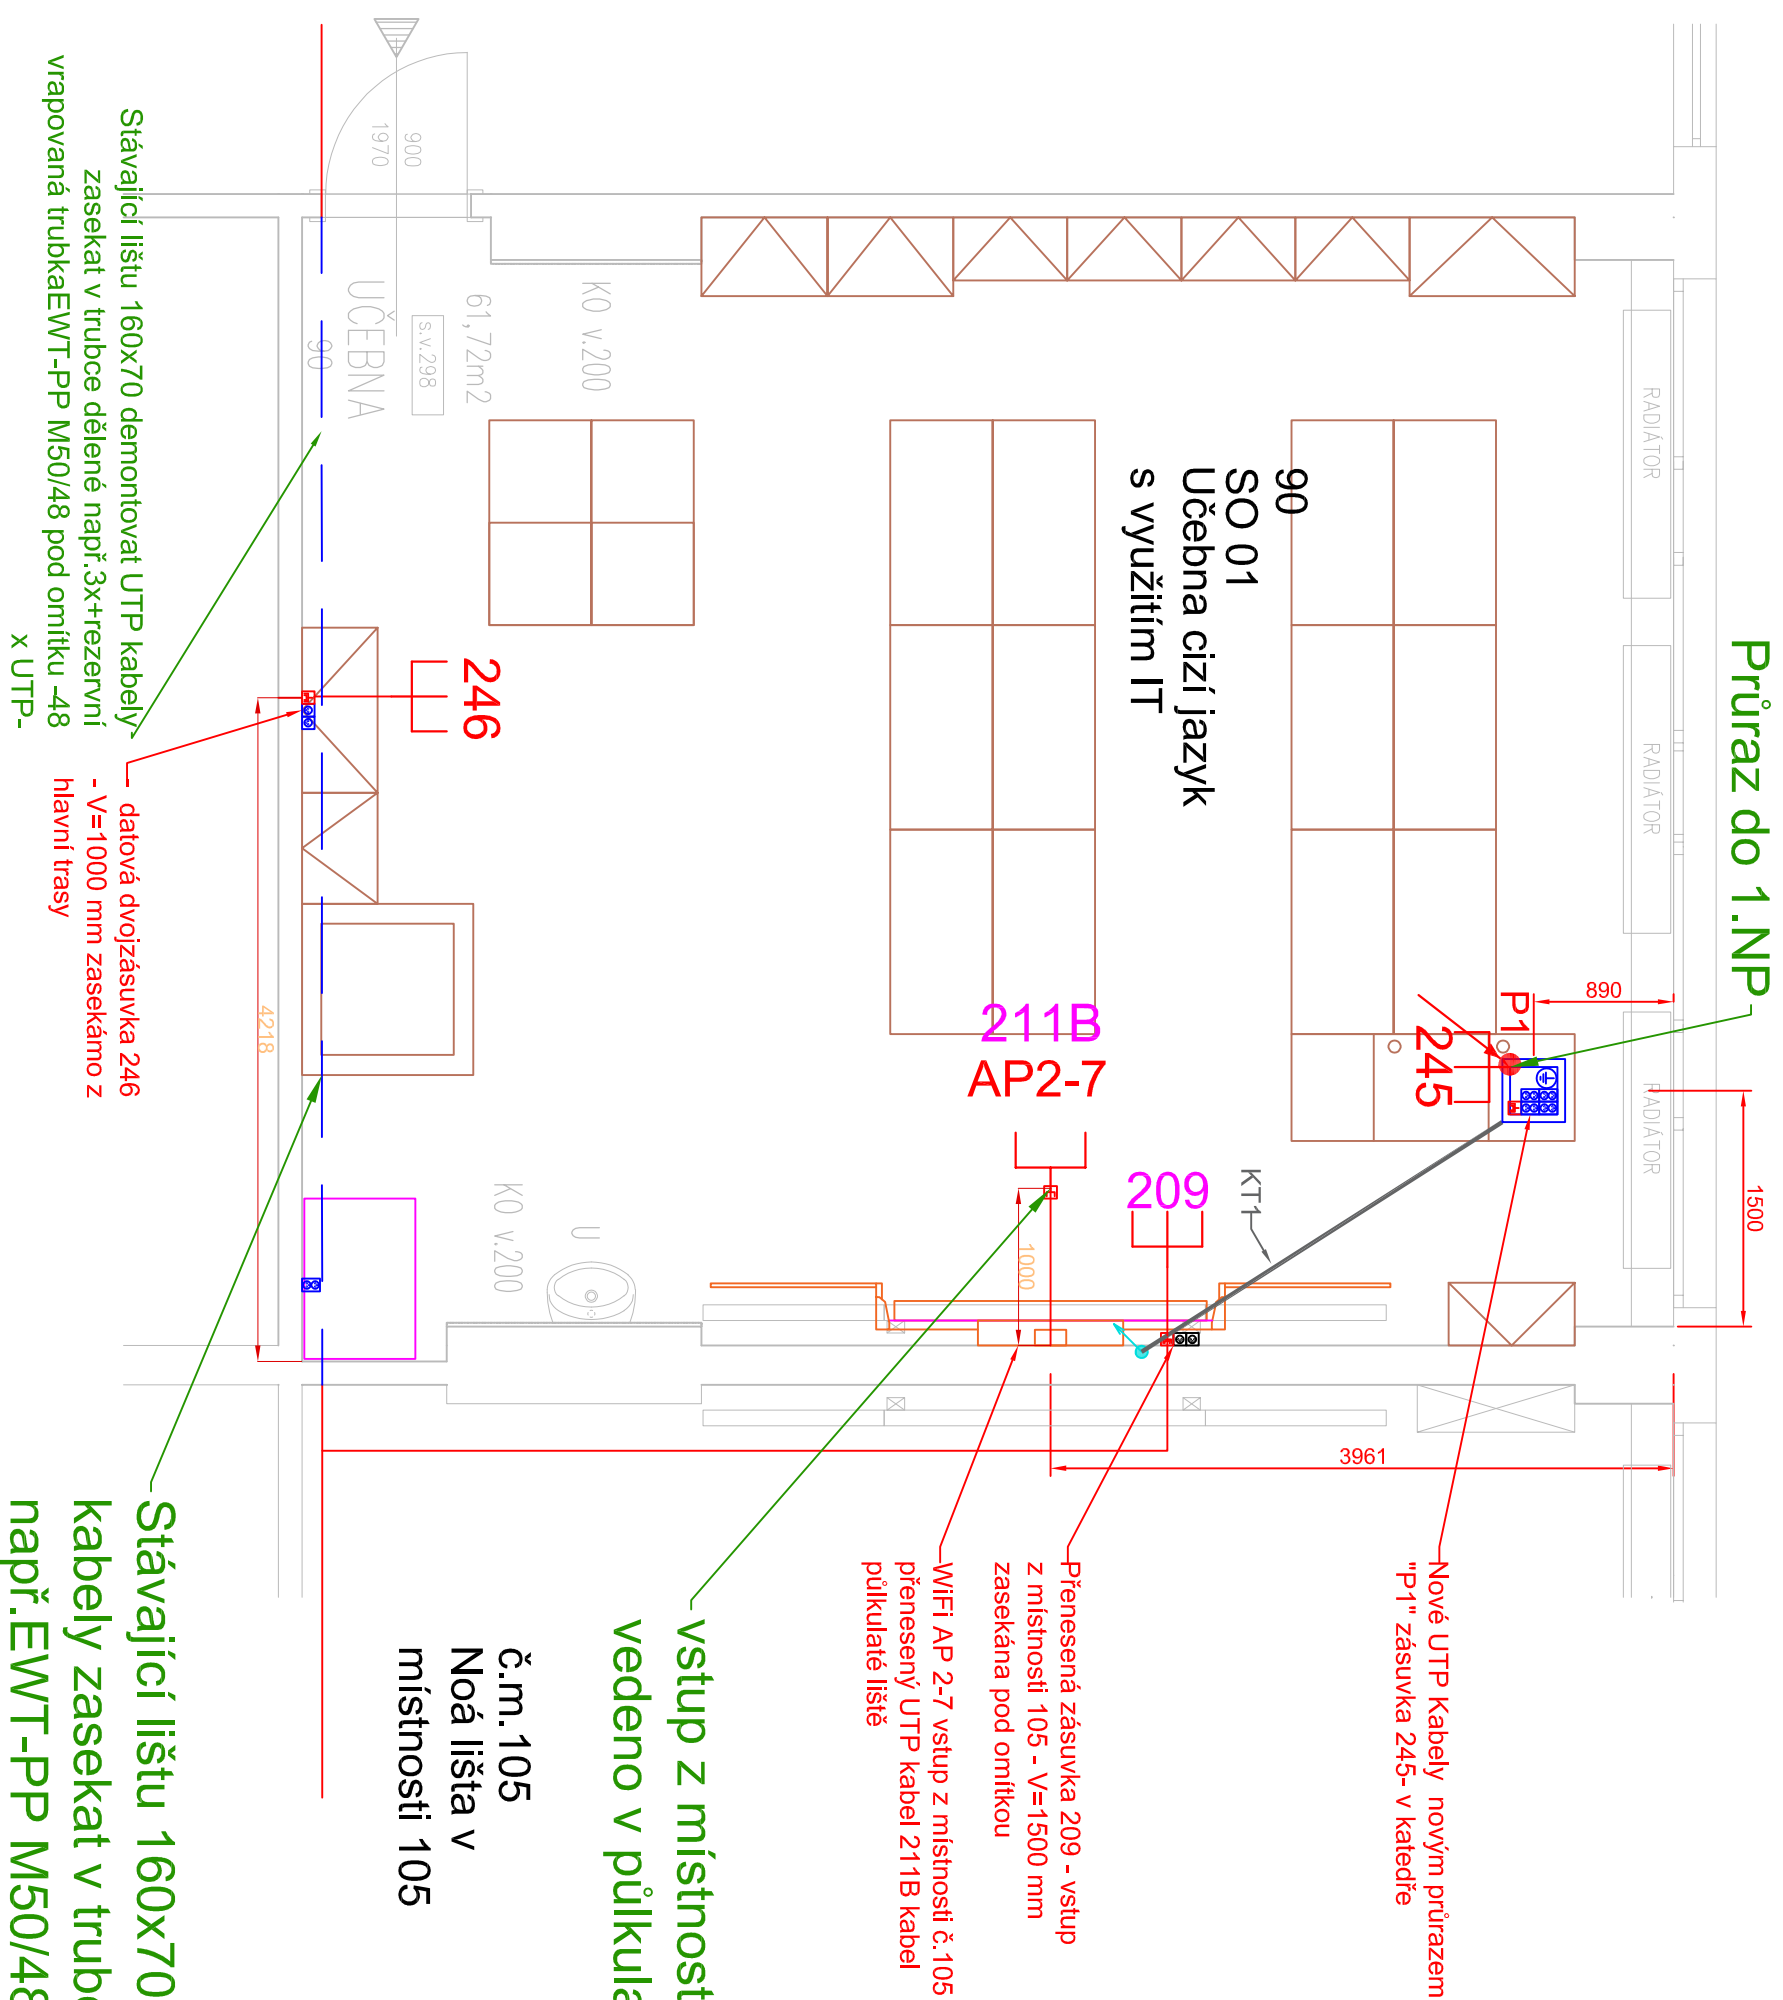 Průraz do 1.NP
RADIÁTOR
RADIÁTOR
RADIÁTOR
RADIÁTOR
890
1500
P1
245
90
SO 01
Učebna cizí jazyk
s využitím IT
211B
AP2-7
209
KT1
1000
3961
900
1970
K0 v.200
61,72m2
s.v.298
UČEBNA
90
246
4218
K0 v.200
U
Stávající lištu 160x70 demontovat UTP kabely
zasekat v trubce dělené např.3x+rezervní
vrapovaná trubkaEWT-PP M50/48 pod omítku -48
x UTP-
- datová dvojzásuvka 246
- V=1000 mm zasekámo z
hlavní trasy
Nové UTP Kabely novým průrazem
"P1" zásuvka 245- v katedře
Přenesená zásuvka 209 - vstup
z místnosti 105 - V=1500 mm
zasekána pod omítkou
WiFi AP 2-7 vstup z místnosti č.105
přenesený UTP kabel 211B kabel
půlkulaté liště
vstup z místnost
vedeno v půlkula
č.m.105
Noá lišta v
místnosti 105
Stávající lištu 160x70
kabely zasekat v trub
např.EWT-PP M50/48